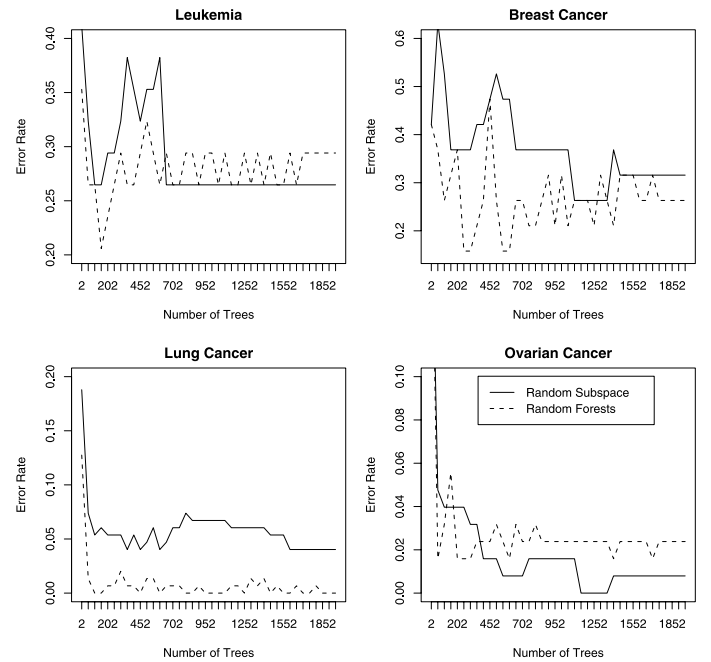 Leukemia
Error Rate
0.20 0.25 0.30 0.35 0.40
2 202 452 702 952 1252 1552 1852
Number of Trees
Breast Cancer
Error Rate
0.2 0.3 0.4 0.5 0.6
2 202 452 702 952 1252 1552 1852
Number of Trees
Lung Cancer
Error Rate
0.00 0.05 0.10 0.15 0.20
2 202 452 702 952 1252 1552 1852
Number of Trees
Ovarian Cancer
Random Subspace
Random Forests
Error Rate
0.00 0.02 0.04 0.06 0.08 0.10
2 202 452 702 952 1252 1552 1852
Number of Trees